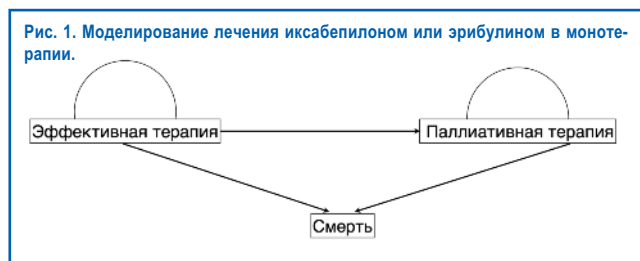 Рис. 1. Моделирование лечения иксабепилоном или эрибулином в моноте-
рапии.
Эффективная терапия
Паллиативная терапия
Смерть